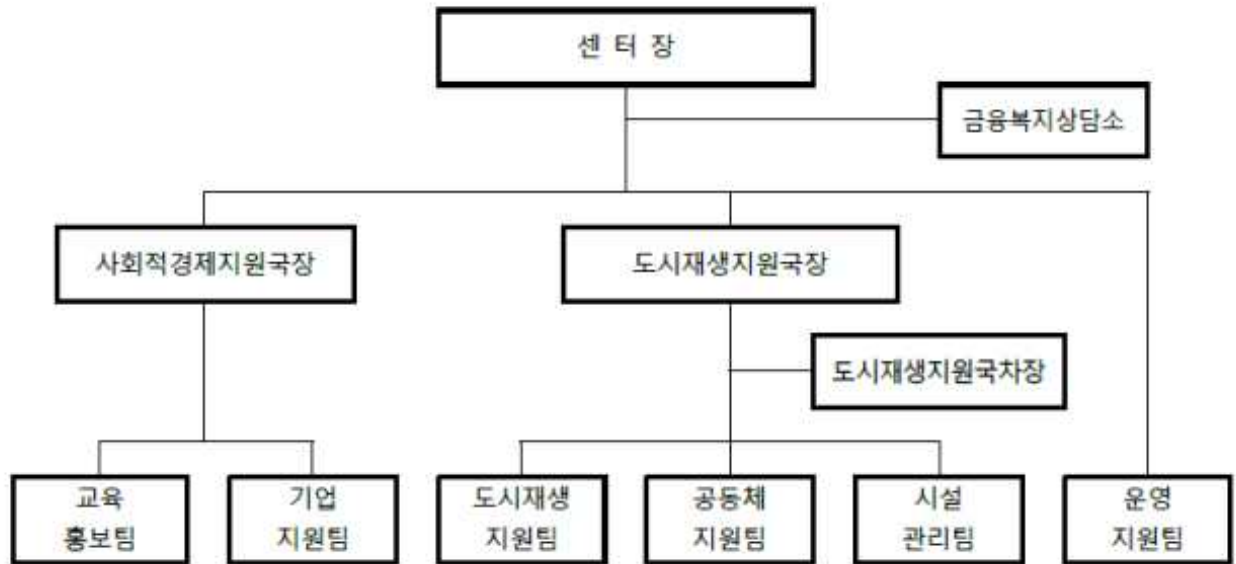 센 터 장
금융복지상담소
사회적경제지원국장
도시재생지원국장
도시재생지원국차장
교육
홍보팀
기업
지원팀
도시재생
지원팀
공동체
지원팀
시설
관리팀
운영
지원팀